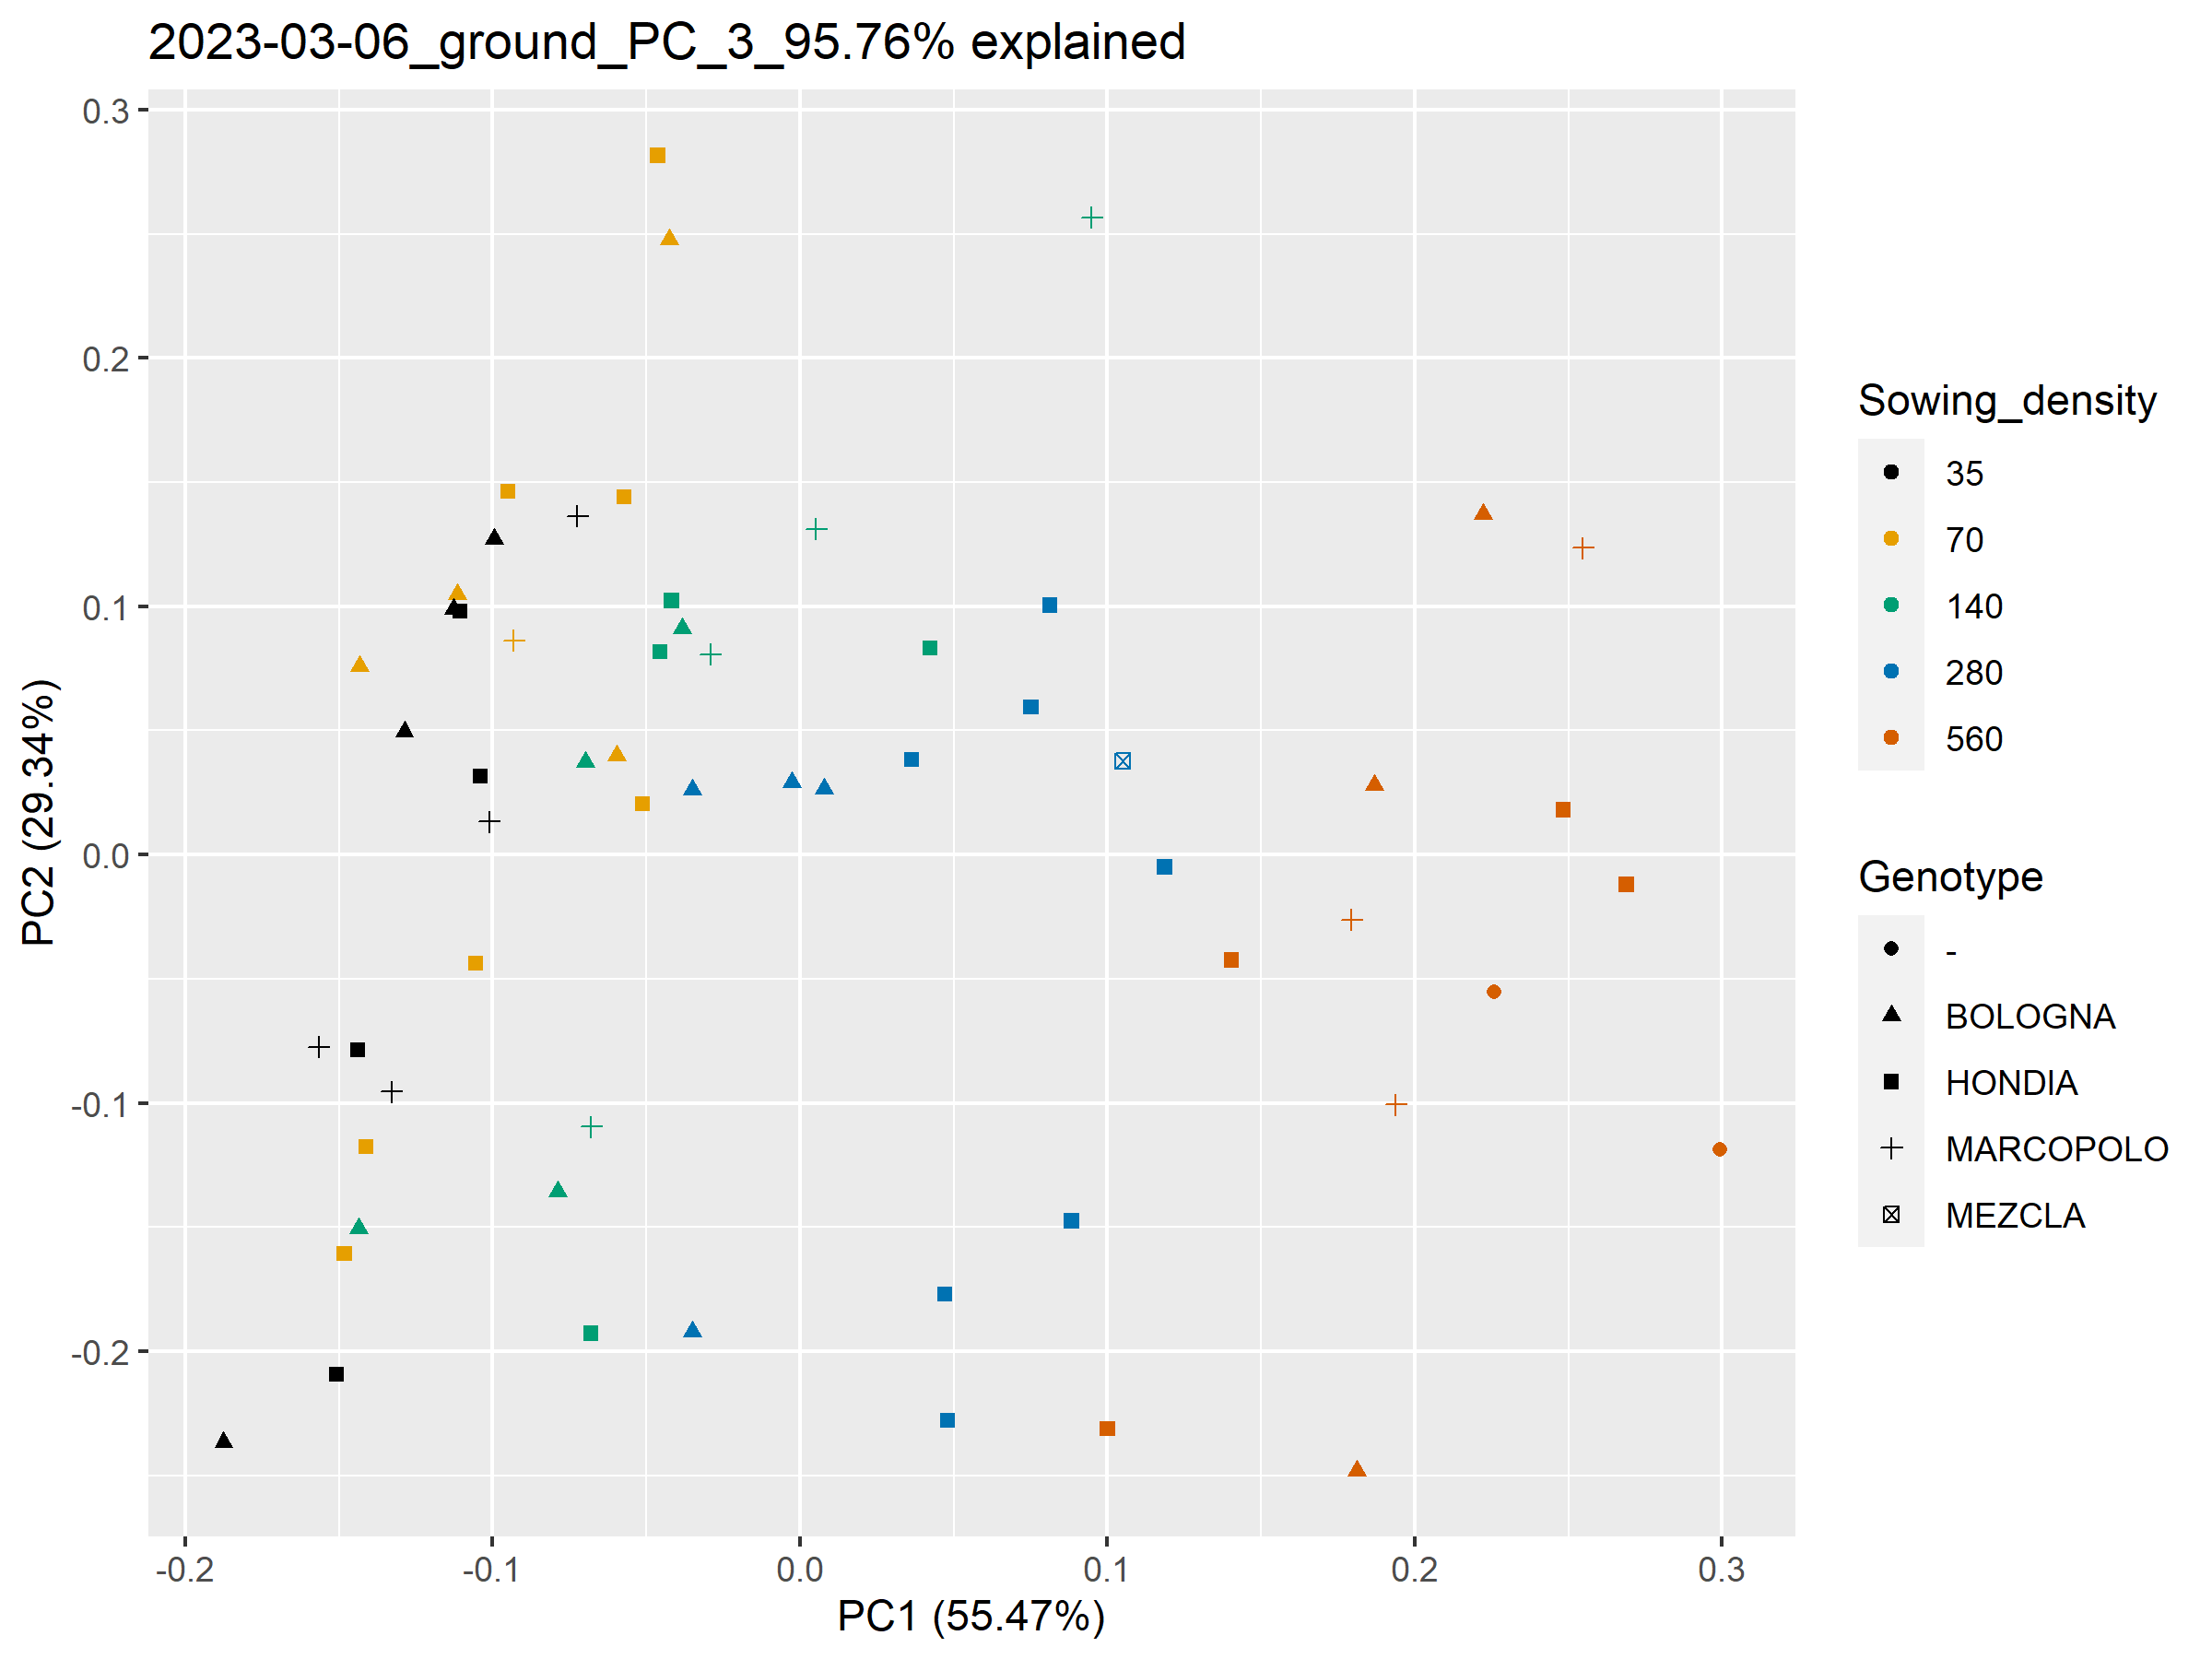 2023-03-06_ground_PC_3_95.76% explained
0.3
0.2
0.1
0.0
-0.1
-0.2
PC2 (29.34%)
-0.2
-0.1
0.0
0.1
0.2
0.3
PC1 (55.47%)
Sowing_density
35
70
140
280
560
Genotype
-
BOLOGNA
HONDIA
MARCOPOLO
MEZCLA